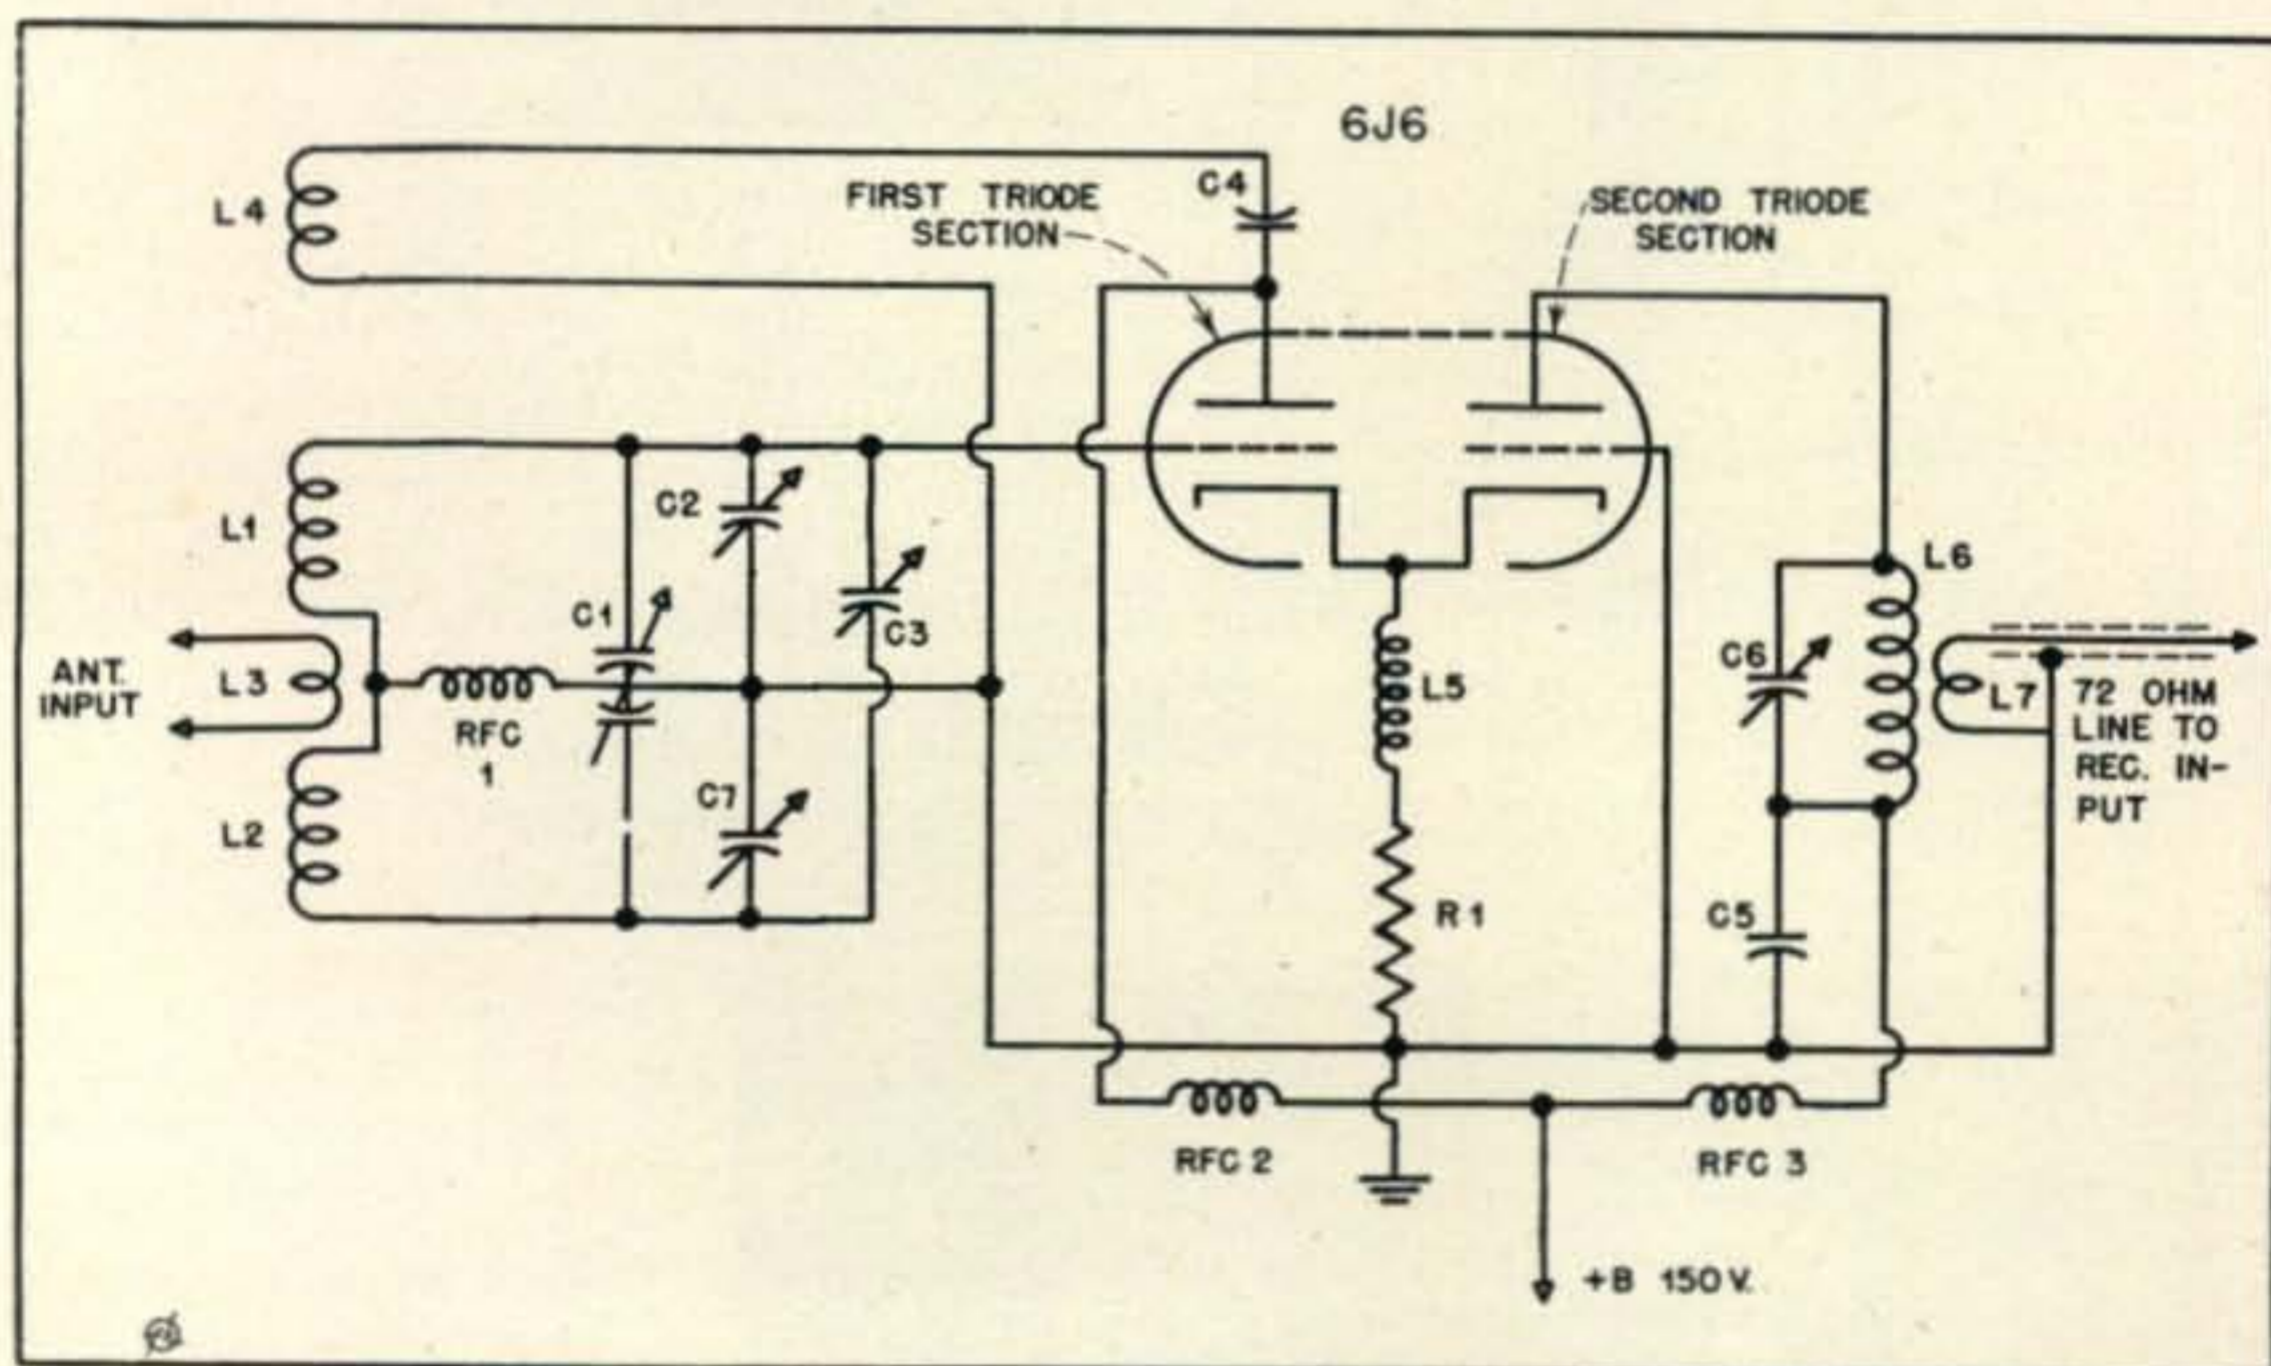 6J6
C4
L4
FIRST TRIODE
SECTION
SECOND TRIODE
SECTION
C2
L1
C1
C3
L6
ANT.
INPUT
L3
RFC
1
L5
C6
L7
72 OHM
LINE TO
REC. IN-
PUT
C7
L2
R1
C5
RFC 2
RFC 3
+B 150V.